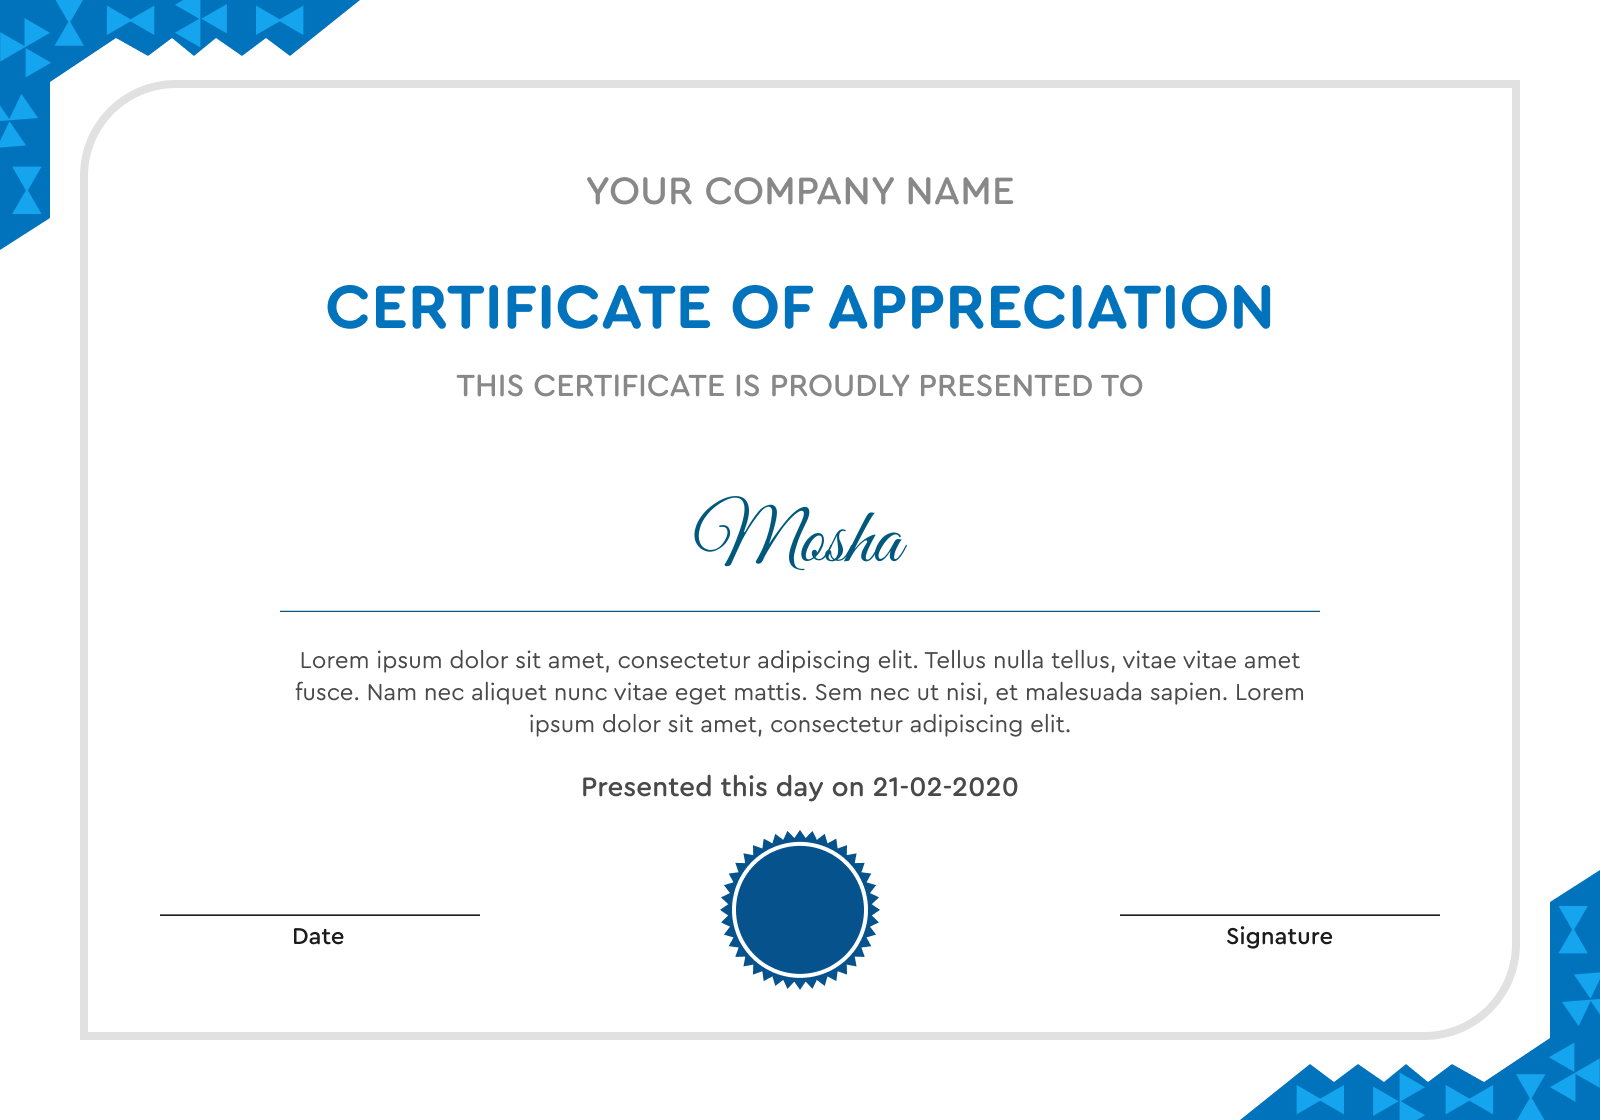 YOUR COMPANY NAME
CERTIFICATE OF APPRECIATION
THIS CERTIFICATE IS PROUDLY PRESENTED TO
Mosha
Lorem ipsum dolor sit amet, consectetur adipiscing elit. Tellus nulla tellus, vitae vitae amet
fusce. Nam nec aliquet nunc vitae eget mattis. Sem nec ut nisi, et malesuada sapien. Lorem
ipsum dolor sit amet, consectetur adipiscing elit.
Presented this day on 21-02-2020
Date
Signature